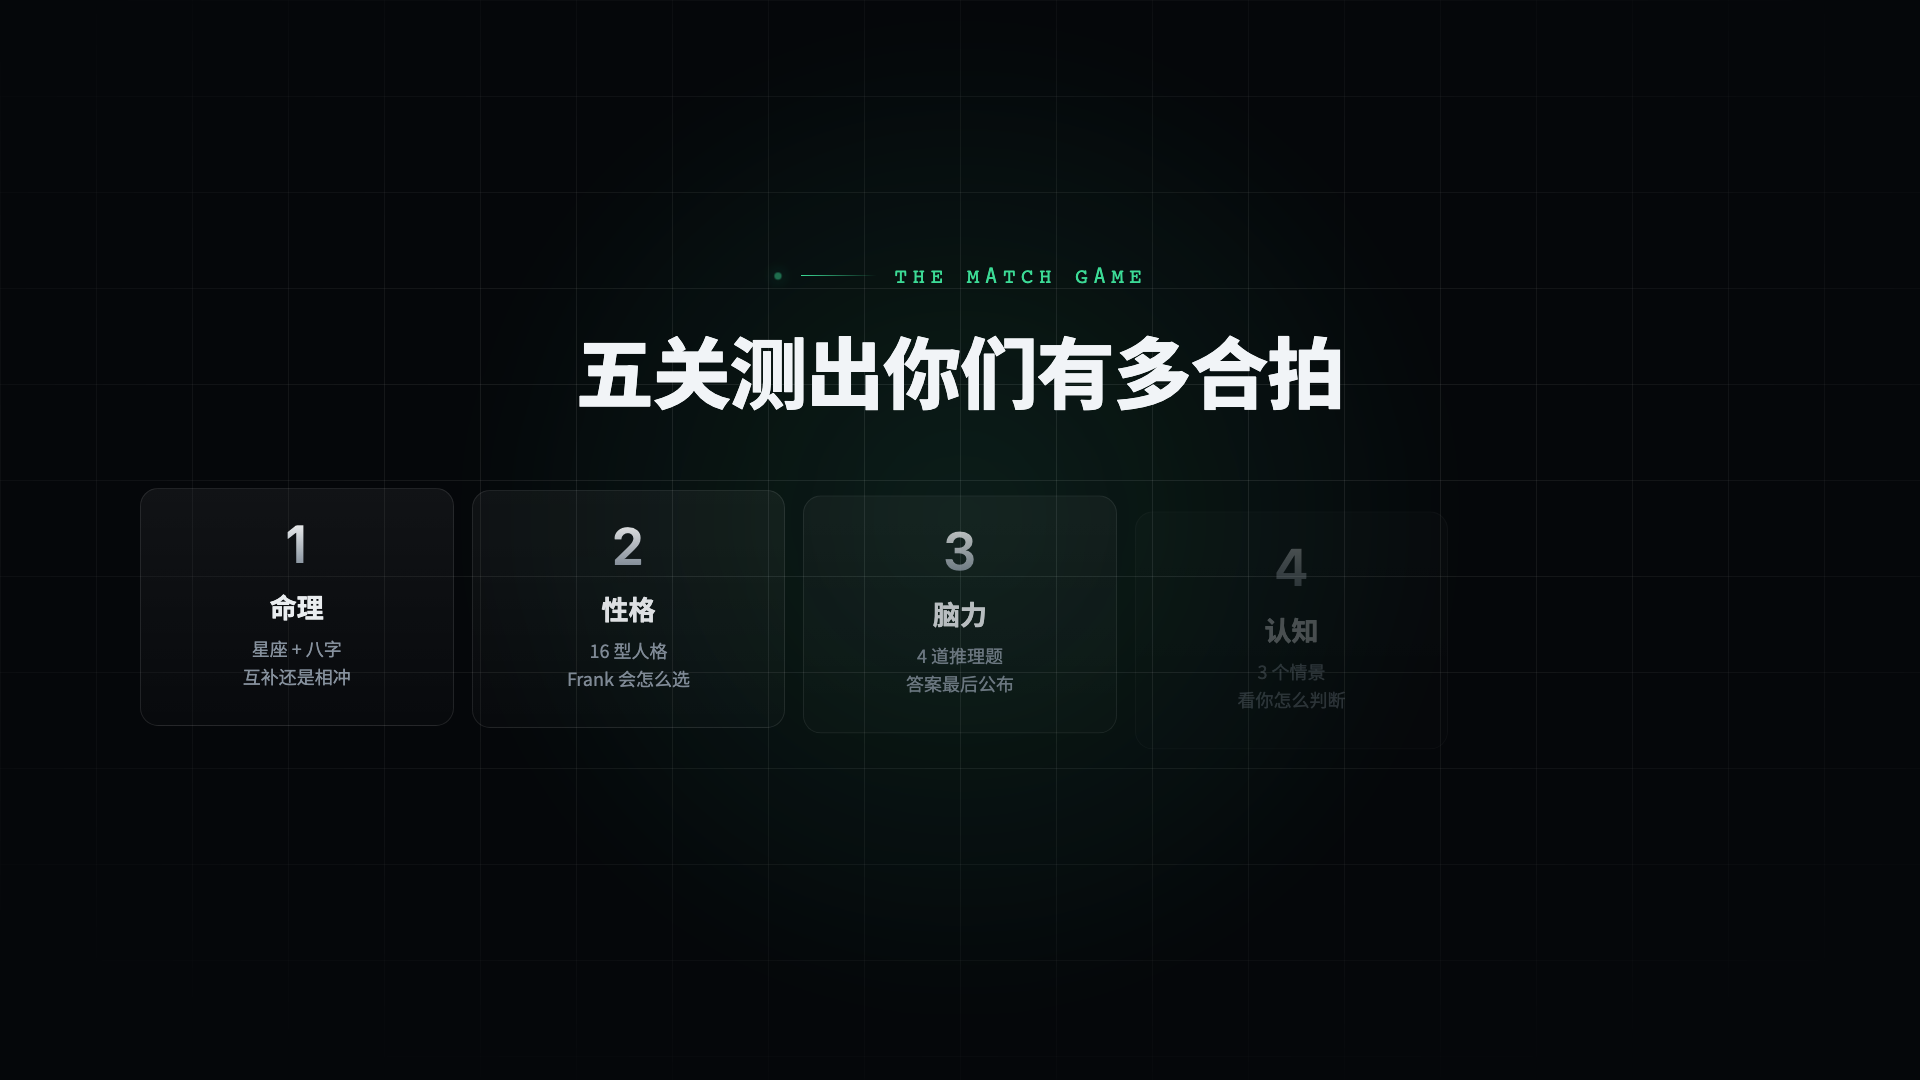 THE MATCH GAME
五关测出你们有多合拍
1
命理
星座 + 八字
互补还是相冲
2
性格
16 型人格
Frank 会怎么选
3
脑力
4 道推理题
答案最后公布
4
认知
3 个情景
看你怎么判断